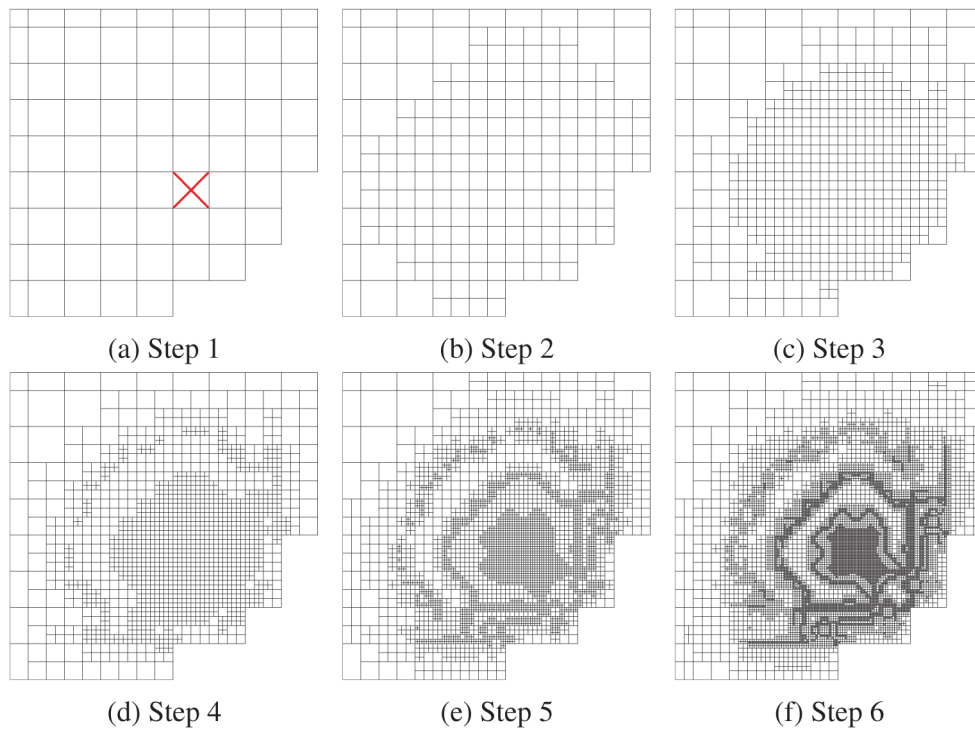 (a) Step 1
(b) Step 2
(c) Step 3
(d) Step 4
(e) Step 5
(f) Step 6